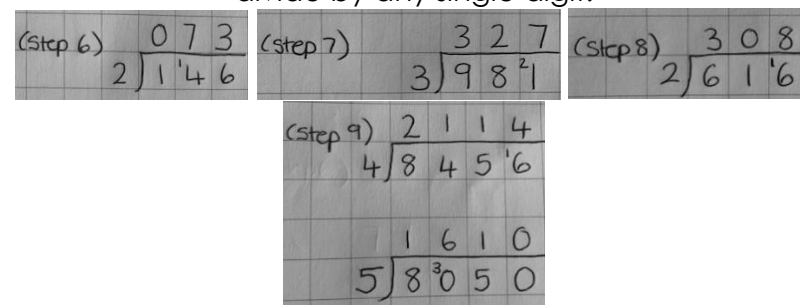 divide by any single digit.
(Step 6) 0 7 3
2 1 ¹4 6
(Step 7) 3 2 7
3 9 8 ²1
(Step 8) 3 0 8
2 6 1 ¹6
(Step 9) 2 1 1 4
4 8 4 5 ¹6
1 6 1 0
5 8 ³0 5 0